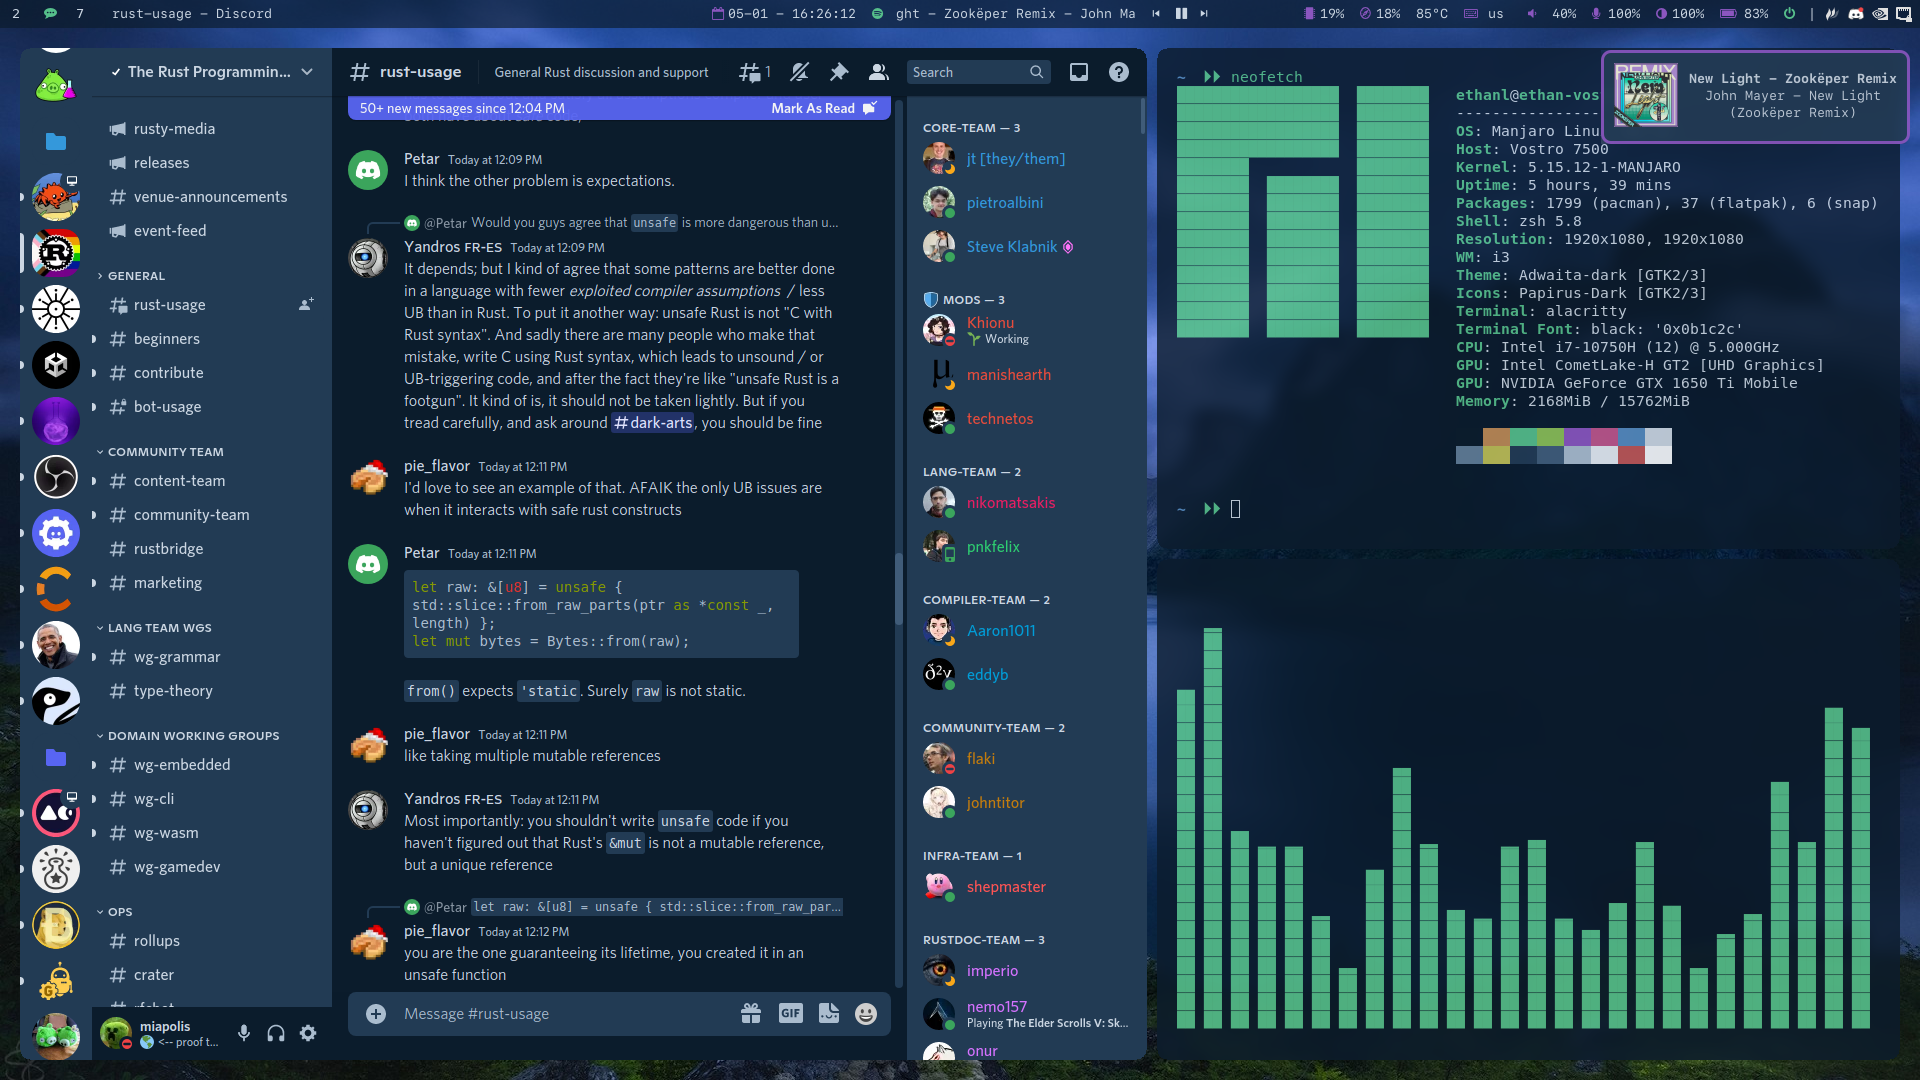 2 7 rust-usage – Discord
05-01 – 16:26:12 ght – Zookëper Remix – John Ma
19% 18% 85°C us 40% 100% 100% 83% |
The Rust Programmin...
rusty-media
releases
venue-announcements
event-feed
GENERAL
rust-usage
beginners
contribute
bot-usage
COMMUNITY TEAM
content-team
community-team
rustbridge
marketing
LANG TEAM WGS
wg-grammar
type-theory
DOMAIN WORKING GROUPS
wg-embedded
wg-cli
wg-wasm
wg-gamedev
OPS
rollups
crater
miapolis
<-- proof t...
# rust-usage General Rust discussion and support 1 Search
50+ new messages since 12:04 PM Mark As Read
Petar Today at 12:09 PM
I think the other problem is expectations.
@Petar Would you guys agree that unsafe is more dangerous than u...
Yandros FR-ES Today at 12:09 PM
It depends; but I kind of agree that some patterns are better done
in a language with fewer exploited compiler assumptions / less
UB than in Rust. To put it another way: unsafe Rust is not "C with
Rust syntax". And sadly there are many people who make that
mistake, write C using Rust syntax, which leads to unsound / or
UB-triggering code, and after the fact they're like "unsafe Rust is a
footgun". It kind of is, it should not be taken lightly. But if you
tread carefully, and ask around #dark-arts, you should be fine
pie_flavor Today at 12:11 PM
I'd love to see an example of that. AFAIK the only UB issues are
when it interacts with safe rust constructs
Petar Today at 12:11 PM
let raw: &[u8] = unsafe {
std::slice::from_raw_parts(ptr as *const _,
length) };
let mut bytes = Bytes::from(raw);
from() expects 'static. Surely raw is not static.
pie_flavor Today at 12:11 PM
like taking multiple mutable references
Yandros FR-ES Today at 12:11 PM
Most importantly: you shouldn't write unsafe code if you
haven't figured out that Rust's &mut is not a mutable reference,
but a unique reference
@Petar let raw: &[u8] = unsafe { std::slice::from_raw_par...
pie_flavor Today at 12:12 PM
you are the one guaranteeing its lifetime, you created it in an
unsafe function
Message #rust-usage GIF
CORE-TEAM — 3
jt [they/them]
pietroalbini
Steve Klabnik
MODS — 3
Khionu
Working
manishearth
technetos
LANG-TEAM — 2
nikomatsakis
pnkfelix
COMPILER-TEAM — 2
Aaron1011
eddyb
COMMUNITY-TEAM — 2
flaki
johntitor
INFRA-TEAM — 1
shepmaster
RUSTDOC-TEAM — 3
imperio
nemo157
Playing The Elder Scrolls V: Sk...
onur
~ neofetch
ethanl@ethan-vos
----------------
OS: Manjaro Linu
Host: Vostro 7500
Kernel: 5.15.12-1-MANJARO
Uptime: 5 hours, 39 mins
Packages: 1799 (pacman), 37 (flatpak), 6 (snap)
Shell: zsh 5.8
Resolution: 1920x1080, 1920x1080
WM: i3
Theme: Adwaita-dark [GTK2/3]
Icons: Papirus-Dark [GTK2/3]
Terminal: alacritty
Terminal Font: black: '0x0b1c2c'
CPU: Intel i7-10750H (12) @ 5.000GHz
GPU: Intel CometLake-H GT2 [UHD Graphics]
GPU: NVIDIA GeForce GTX 1650 Ti Mobile
Memory: 2168MiB / 15762MiB
~
New Light – Zookëper Remix
John Mayer – New Light
(Zookëper Remix)